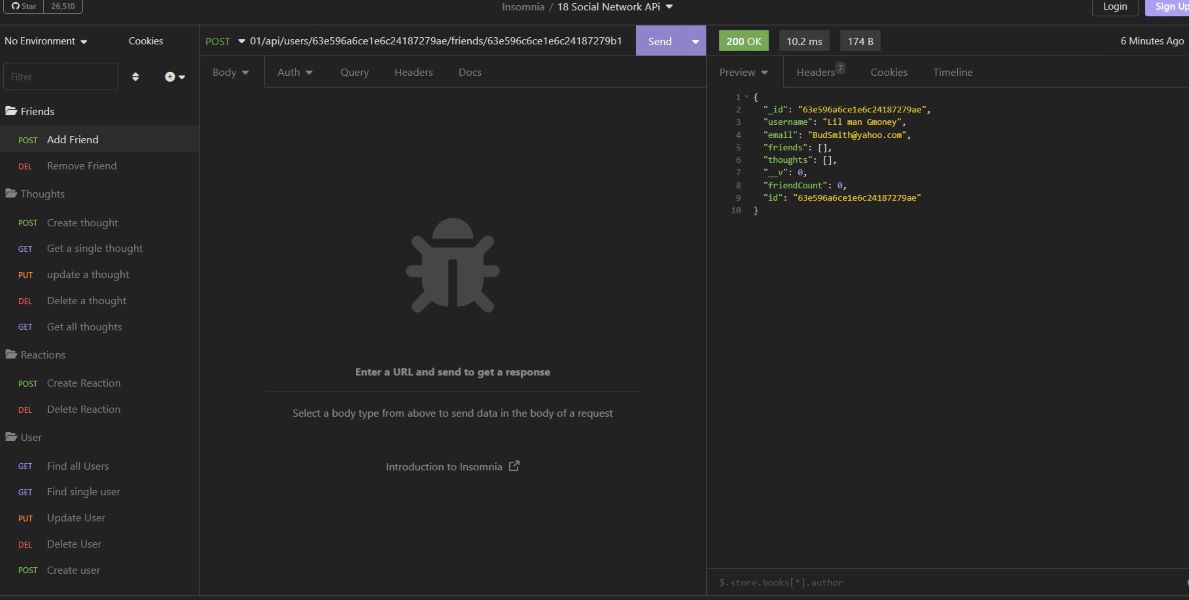 Star 26,510
Insomnia / 18 Social Network APi
Login
Sign Up
No Environment
Cookies
POST 01/api/users/63e596a6ce1e6c24187279ae/friends/63e596c6ce1e6c24187279b1
Send
200 OK
10.2 ms
174 B
6 Minutes Ago
Filter
Body
Auth
Query
Headers
Docs
Preview
Headers 7
Cookies
Timeline
Friends
POST Add Friend
DEL Remove Friend
Thoughts
POST Create thought
GET Get a single thought
PUT update a thought
DEL Delete a thought
GET Get all thoughts
Reactions
POST Create Reaction
DEL Delete Reaction
User
GET Find all Users
GET Find single user
PUT Update User
DEL Delete User
POST Create user
Enter a URL and send to get a response
Select a body type from above to send data in the body of a request
Introduction to Insomnia
1 {
2 "_id": "63e596a6ce1e6c24187279ae",
3 "username": "Lil man Gmoney",
4 "email": "BudSmith@yahoo.com",
5 "friends": [],
6 "thoughts": [],
7 "__v": 0,
8 "friendCount": 0,
9 "id": "63e596a6ce1e6c24187279ae"
10 }
$.store.books[*].author